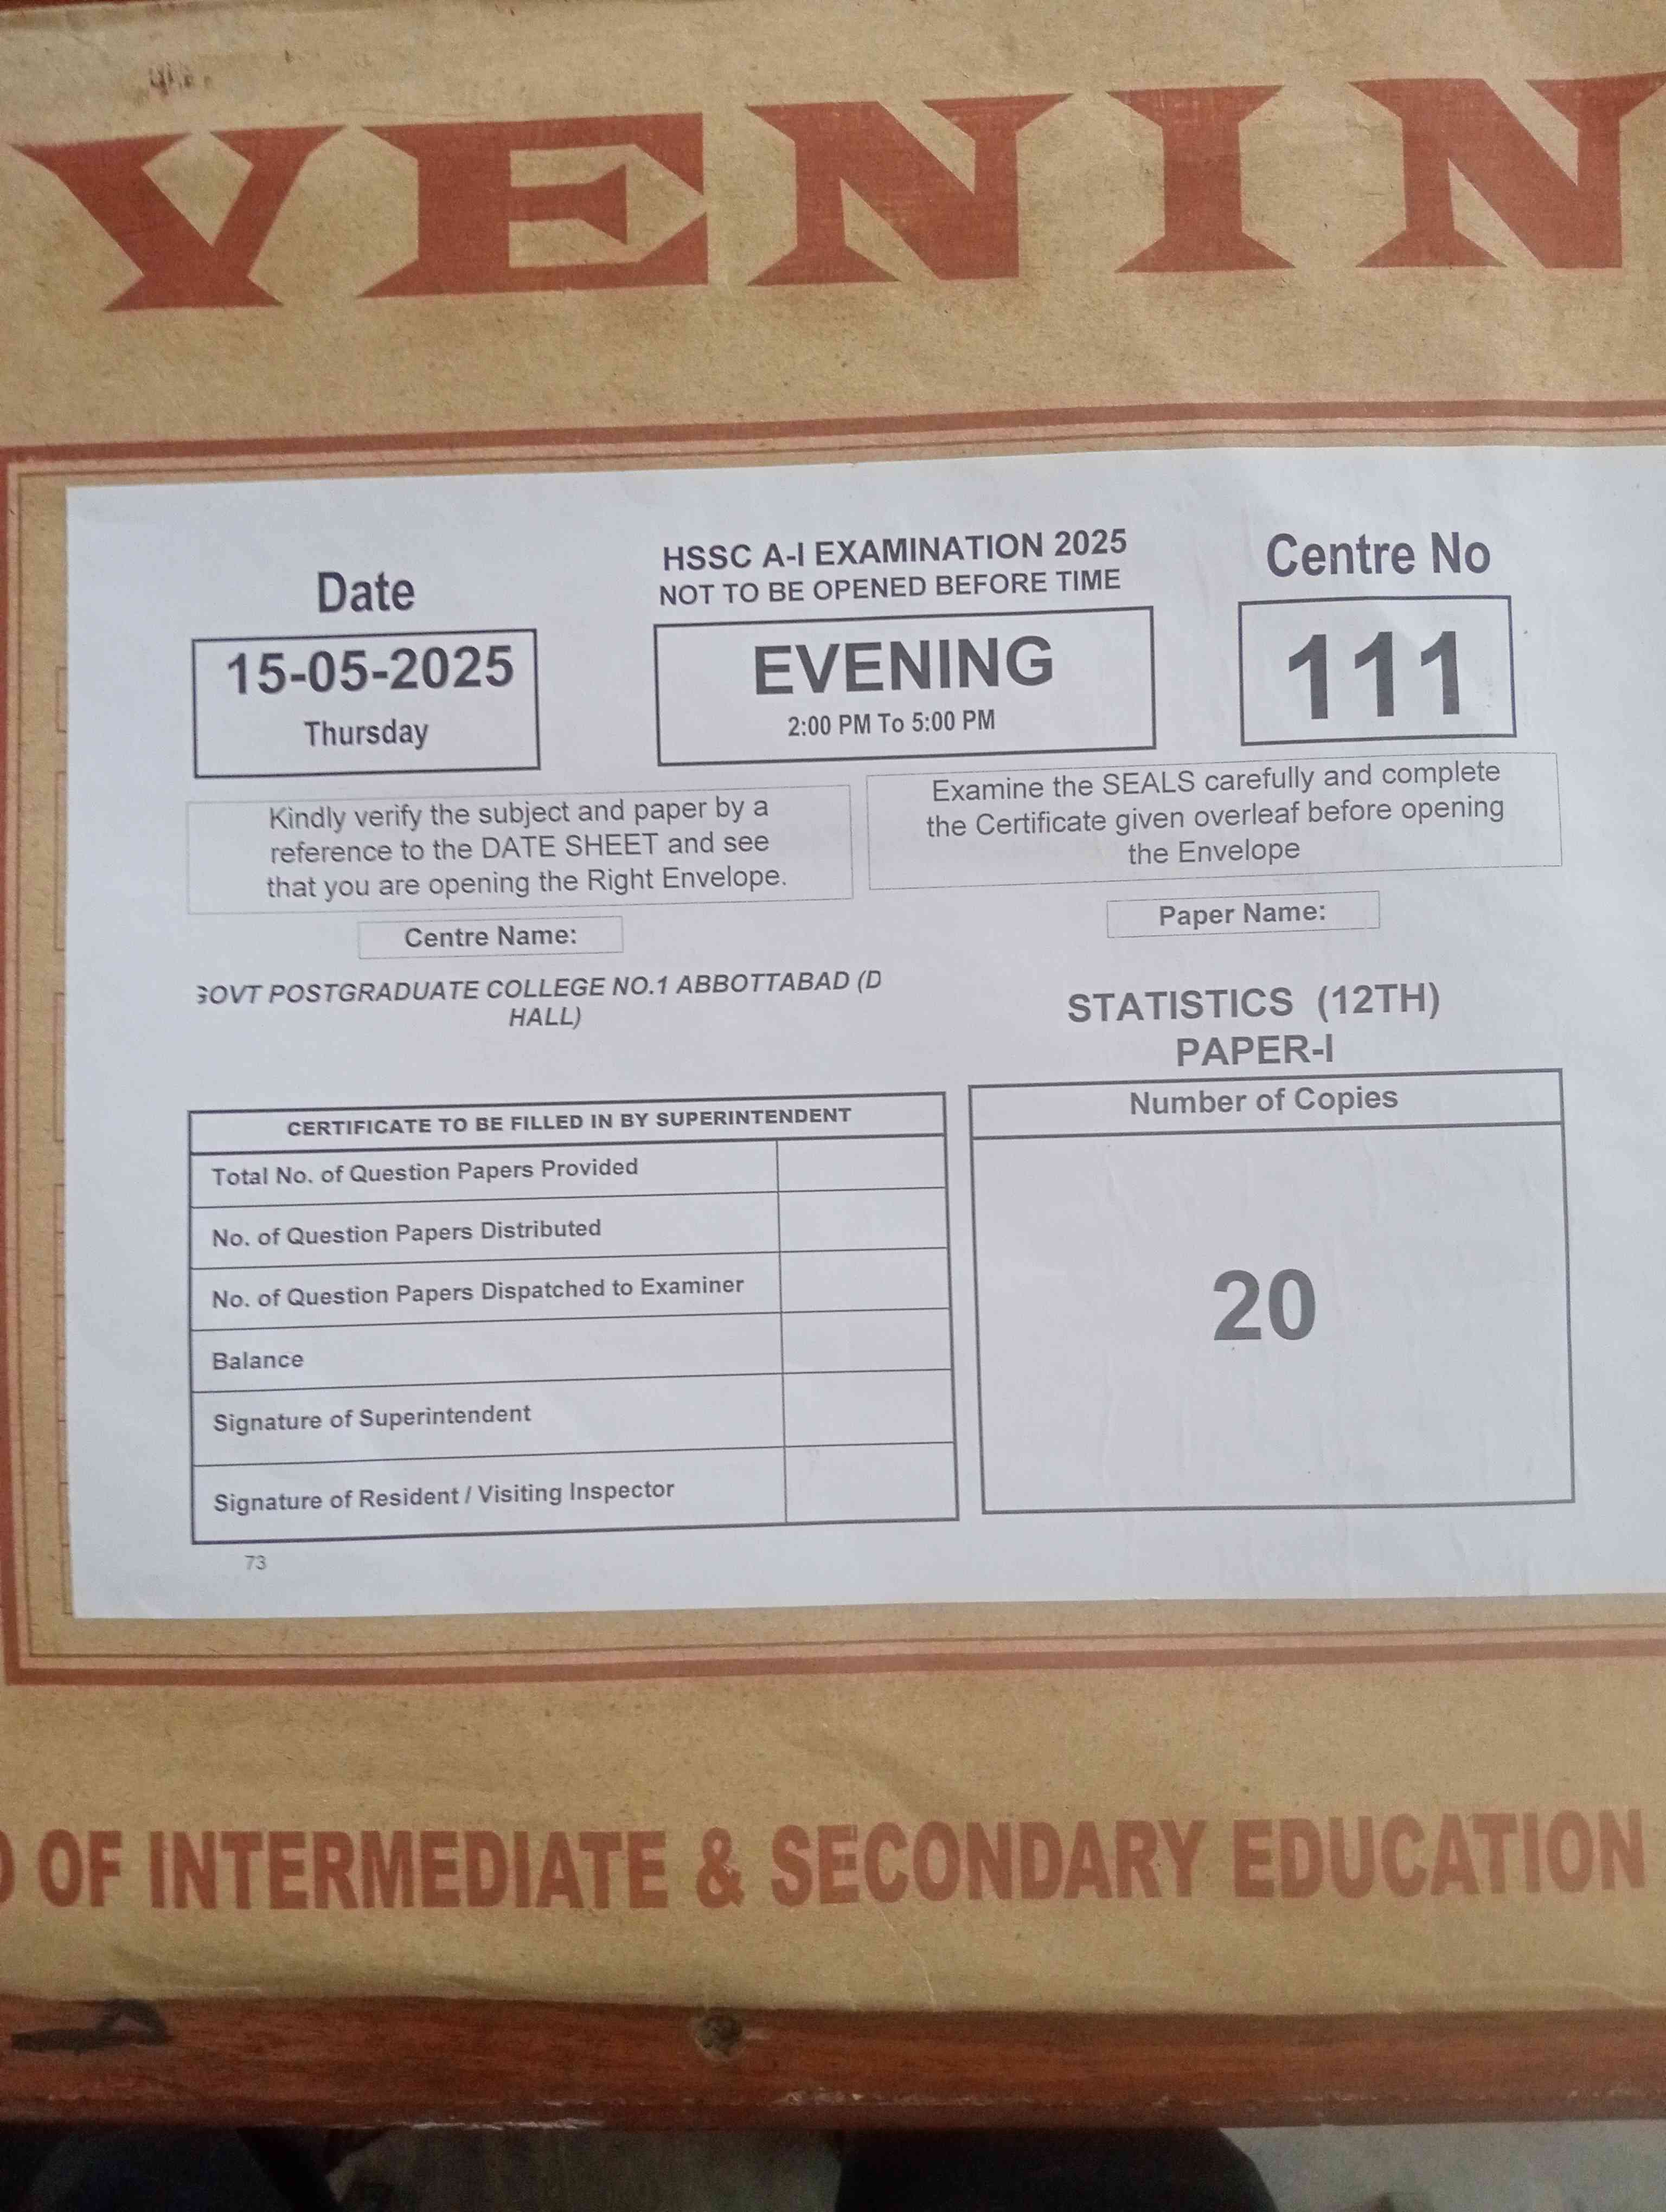 VENIN
HSSC A-I EXAMINATION 2025
NOT TO BE OPENED BEFORE TIME
Date
15-05-2025
Thursday
EVENING
2:00 PM To 5:00 PM
Centre No
111
Kindly verify the subject and paper by a
reference to the DATE SHEET and see
that you are opening the Right Envelope.
Examine the SEALS carefully and complete
the Certificate given overleaf before opening
the Envelope
Centre Name:
GOVT POSTGRADUATE COLLEGE NO.1 ABBOTTABAD (D
HALL)
Paper Name:
STATISTICS (12TH)
PAPER-I
CERTIFICATE TO BE FILLED IN BY SUPERINTENDENT
Total No. of Question Papers Provided
No. of Question Papers Distributed
No. of Question Papers Dispatched to Examiner
Balance
Signature of Superintendent
Signature of Resident / Visiting Inspector
Number of Copies
20
73
OF INTERMEDIATE & SECONDARY EDUCATION